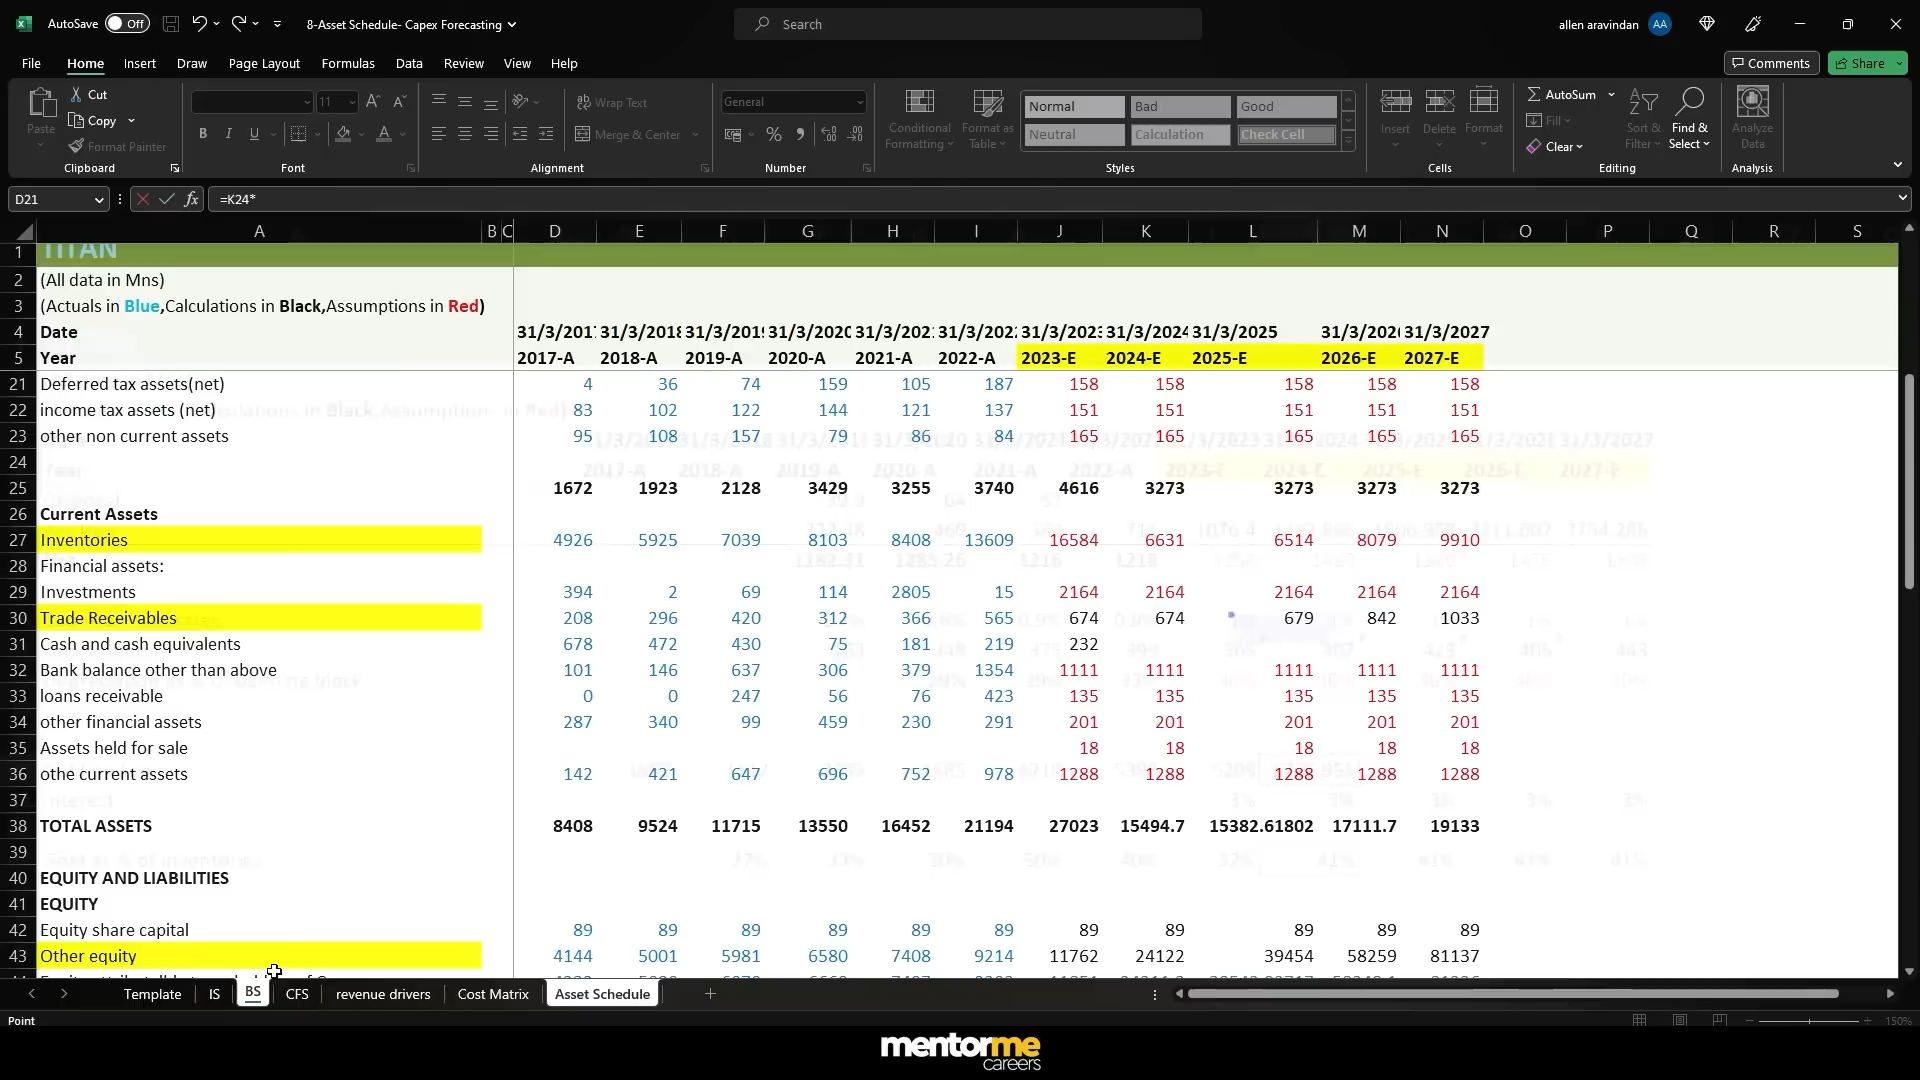 AutoSave Off 8-Asset Schedule- Capex Forecasting Search allen aravindan AA
File Home Insert Draw Page Layout Formulas Data Review View Help Comments Share
Paste Cut Copy Format Painter 11 Wrap Text Merge & Center General Conditional Formatting Format as Table Normal Bad Good Neutral Calculation Check Cell Insert Delete Format AutoSum Fill Clear Sort & Filter Find & Select Analyze Data
Clipboard Font Alignment Number Styles Cells Editing Analysis
D21 fx =K24*
A B C D E F G H I J K L M N O P Q R S
1 TITAN
2 (All data in Mns)
3 (Actuals in Blue,Calculations in Black,Assumptions in Red)
4 Date 31/3/201 31/3/2018 31/3/2019 31/3/2020 31/3/202 31/3/202 31/3/2023 31/3/2024 31/3/2025 31/3/202 31/3/2027
5 Year 2017-A 2018-A 2019-A 2020-A 2021-A 2022-A 2023-E 2024-E 2025-E 2026-E 2027-E
21 Deferred tax assets(net) 4 36 74 159 105 187 158 158 158 158 158
22 income tax assets (net) 83 102 122 144 121 137 151 151 151 151 151
23 other non current assets 95 108 157 79 86 84 165 165 165 165 165
24
25 1672 1923 2128 3429 3255 3740 4616 3273 3273 3273 3273
26 Current Assets
27 Inventories 4926 5925 7039 8103 8408 13609 16584 6631 6514 8079 9910
28 Financial assets:
29 Investments 394 2 69 114 2805 15 2164 2164 2164 2164 2164
30 Trade Receivables 208 296 420 312 366 565 674 674 679 842 1033
31 Cash and cash equivalents 678 472 430 75 181 219 232
32 Bank balance other than above 101 146 637 306 379 1354 1111 1111 1111 1111 1111
33 loans receivable 0 0 247 56 76 423 135 135 135 135 135
34 other financial assets 287 340 99 459 230 291 201 201 201 201 201
35 Assets held for sale 18 18 18 18 18
36 othe current assets 142 421 647 696 752 978 1288 1288 1288 1288 1288
37
38 TOTAL ASSETS 8408 9524 11715 13550 16452 21194 27023 15494.7 15382.61802 17111.7 19133
39
40 EQUITY AND LIABILITIES
41 EQUITY
42 Equity share capital 89 89 89 89 89 89 89 89 89 89 89
43 Other equity 4144 5001 5981 6580 7408 9214 11762 24122 39454 58259 81137
Template IS BS CFS revenue drivers Cost Matrix Asset Schedule
Point 150%
mentorme
careers